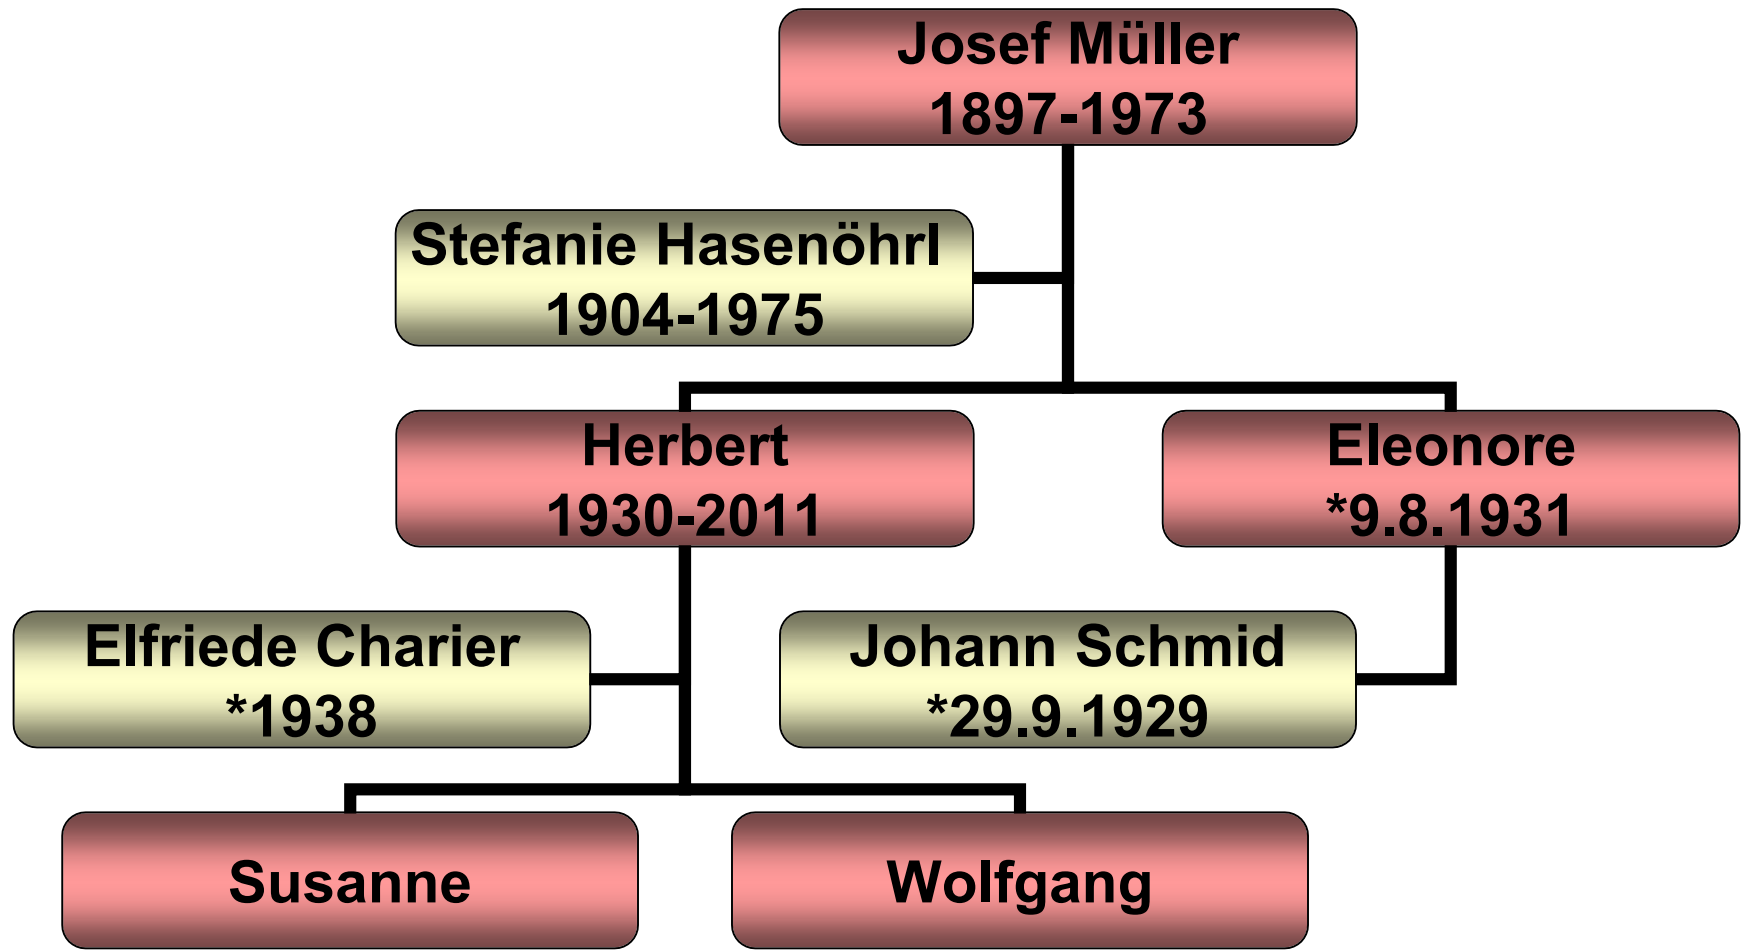 Josef Müller
1897-1973
Stefanie Hasenöhrl
1904-1975
Herbert
1930-2011
Eleonore
*9.8.1931
Elfriede Charier
*1938
Johann Schmid
*29.9.1929
Susanne
Wolfgang